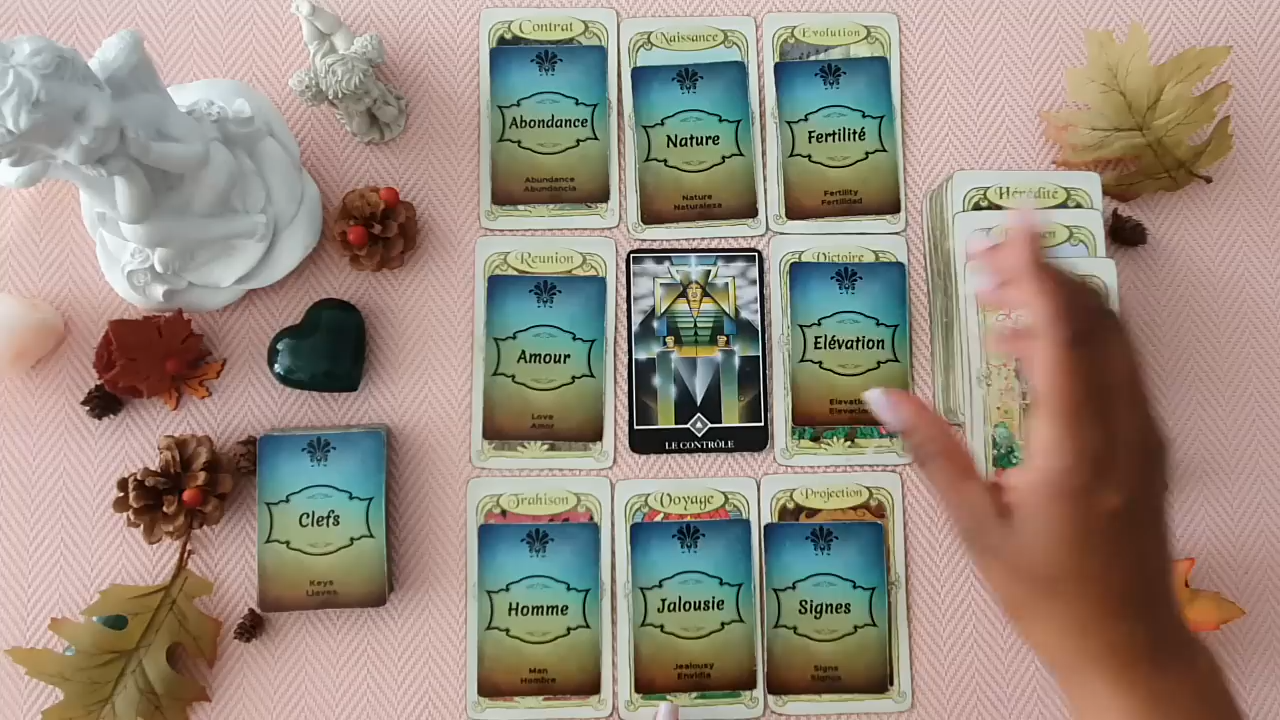 Contrat
Abondance
Abundance
Abundancia
Naissance
Nature
Nature
Naturaleza
Evolution
Fertilité
Fertility
Fertilidad
Hérédité
Reunion
Amour
Love
Amor
LE CONTRÔLE
Victoire
Elévation
Clefs
Keys
Llaves
Trahison
Homme
Man
Hombre
Voyage
Jalousie
Jealousy
Envidia
Projection
Signes
Signs